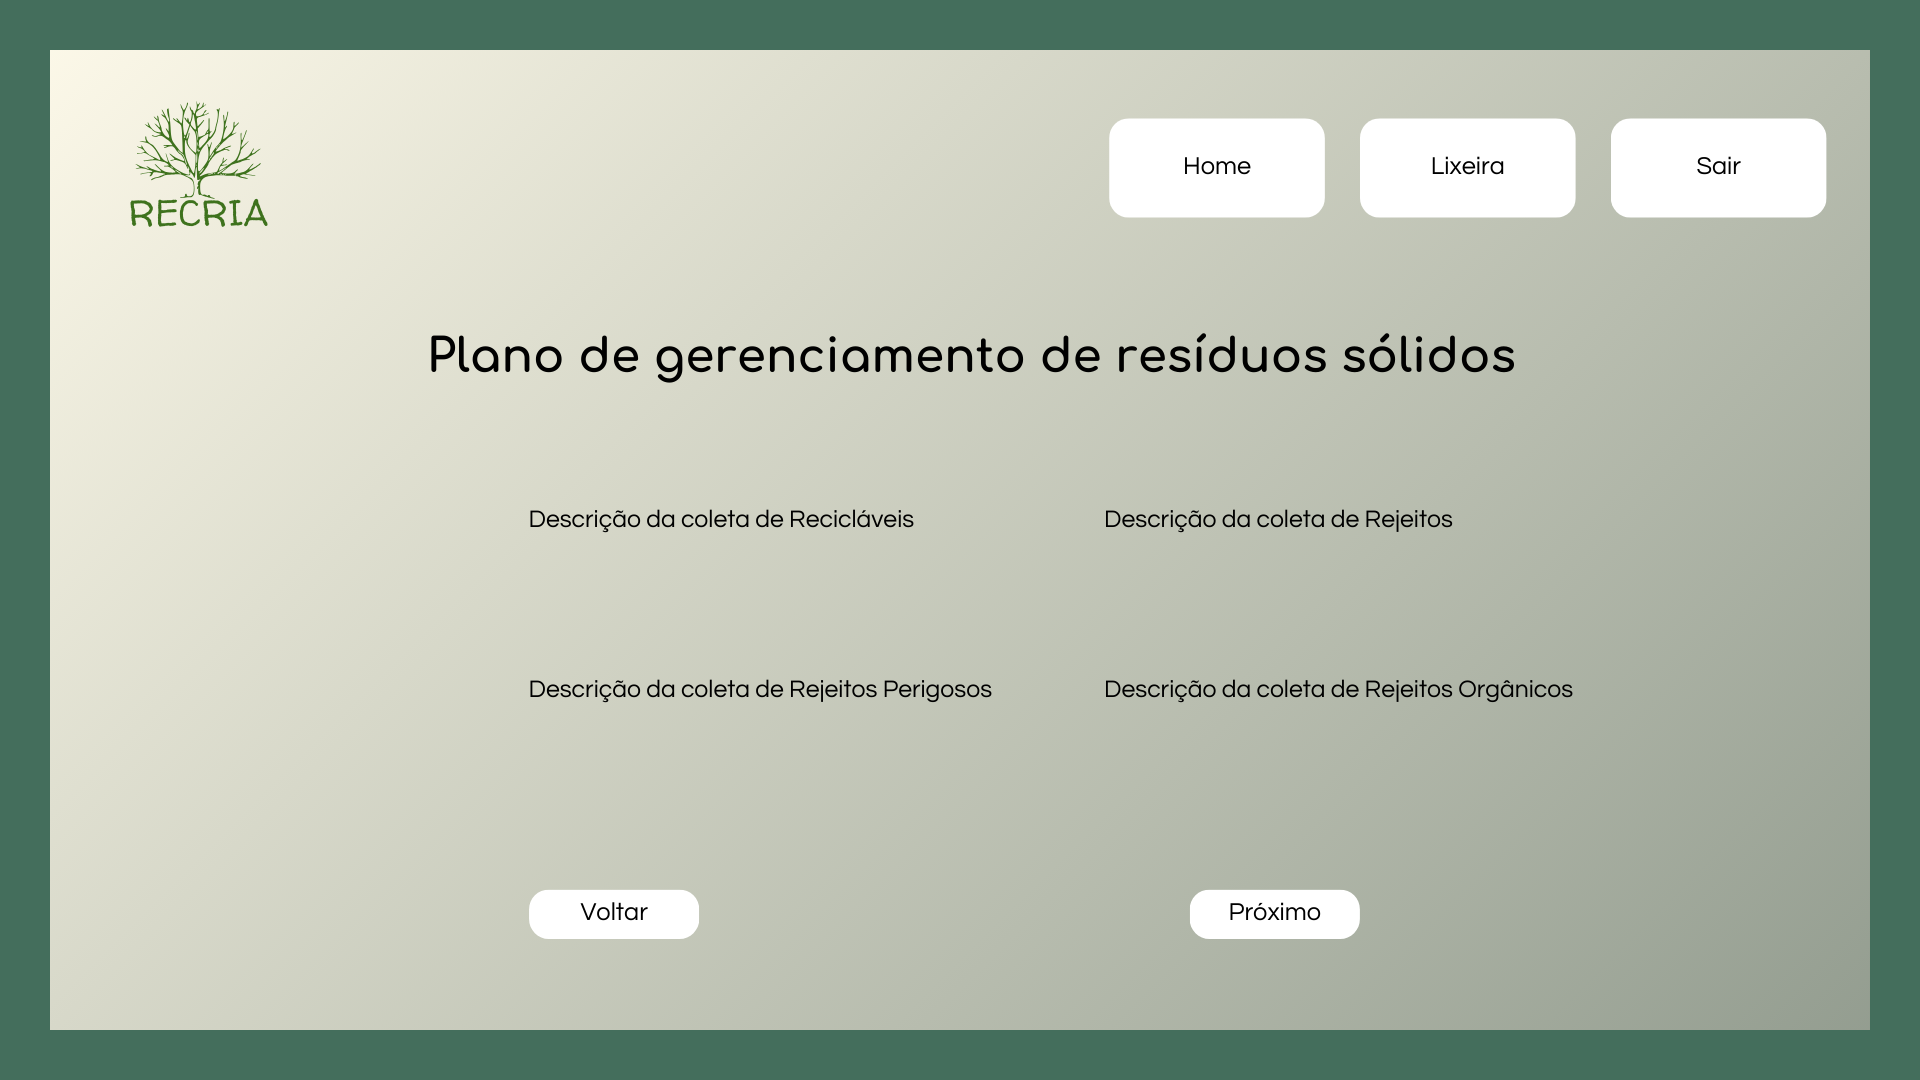 RECRIA
Home
Lixeira
Sair
Plano de gerenciamento de resíduos sólidos
Descrição da coleta de Recicláveis
Descrição da coleta de Rejeitos
Descrição da coleta de Rejeitos Perigosos
Descrição da coleta de Rejeitos Orgânicos
Voltar
Próximo